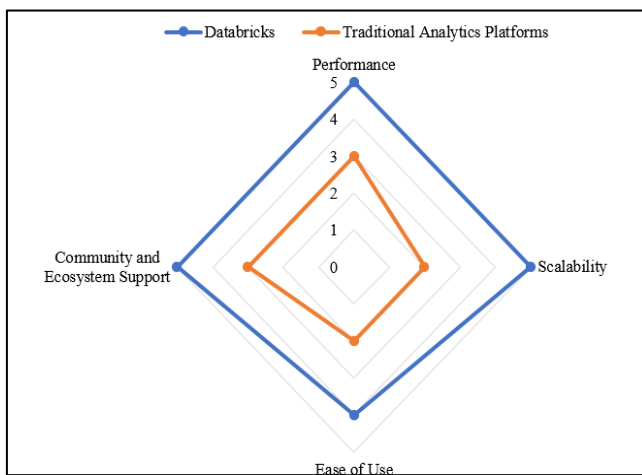 Databricks
Traditional Analytics Platforms
Performance
5
4
3
2
1
0
Community and
Ecosystem Support
Scalability
Ease of Use